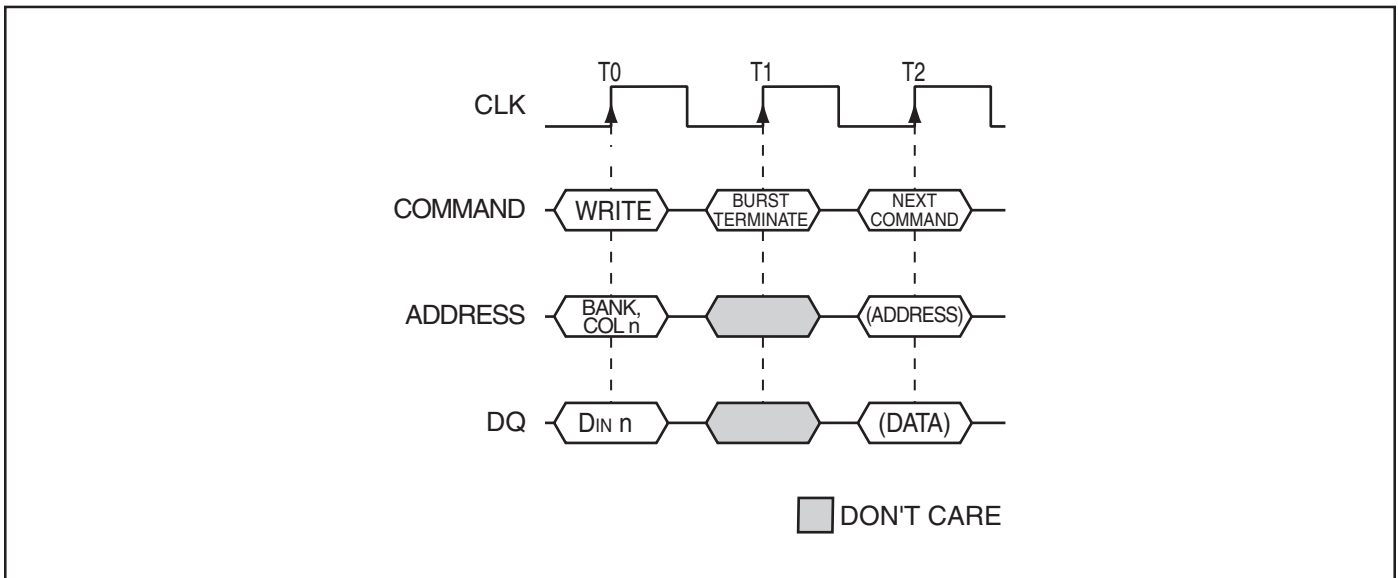 T0 T1 T2
CLK
COMMAND WRITE BURST TERMINATE NEXT COMMAND
ADDRESS BANK, COL n (ADDRESS)
DQ DIN n (DATA)
DON'T CARE